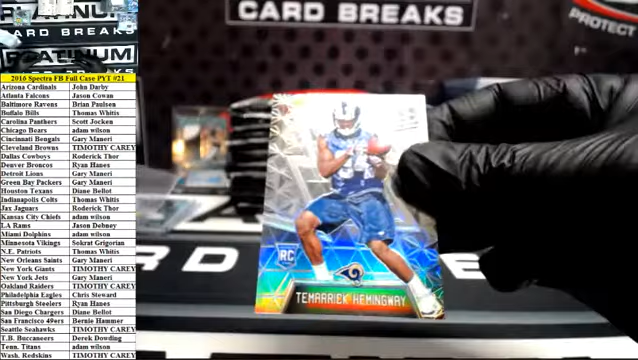 CARD BREAKS
PROTECT
PLATINUM
PLATINUM
2016 Spectra FB Full Case PYT #21
Arizona Cardinals John Darby
Atlanta Falcons Jason Cowan
Baltimore Ravens Brian Paulsen
Buffalo Bills Thomas Whitis
Carolina Panthers Scott Jocken
Chicago Bears adam wilson
Cincinnati Bengals Gary Maneri
Cleveland Browns TIMOTHY CAREY
Dallas Cowboys Roderick Thor
Denver Broncos Ryan Hanes
Detroit Lions Gary Maneri
Green Bay Packers Gary Maneri
Houston Texans Diane Bellot
Indianapolis Colts Thomas Whitis
Jax Jaguars Roderick Thor
Kansas City Chiefs adam wilson
LA Rams Jason Debney
Miami Dolphins adam wilson
Minnesota Vikings Sokrat Grigorian
N.E. Patriots Thomas Whitis
New Orleans Saints Gary Maneri
New York Giants TIMOTHY CAREY
New York Jets Gary Maneri
Oakland Raiders TIMOTHY CAREY
Philadelphia Eagles Chris Steward
Pittsburgh Steelers Ryan Hanes
San Diego Chargers Diane Bellot
San Francisco 49ers Bernie Hammer
Seattle Seahawks TIMOTHY CAREY
T.B. Buccaneers Derek Dowding
Tenn. Titans adam wilson
Wash. Redskins TIMOTHY CAREY
RC
TEMARRICK HEMINGWAY